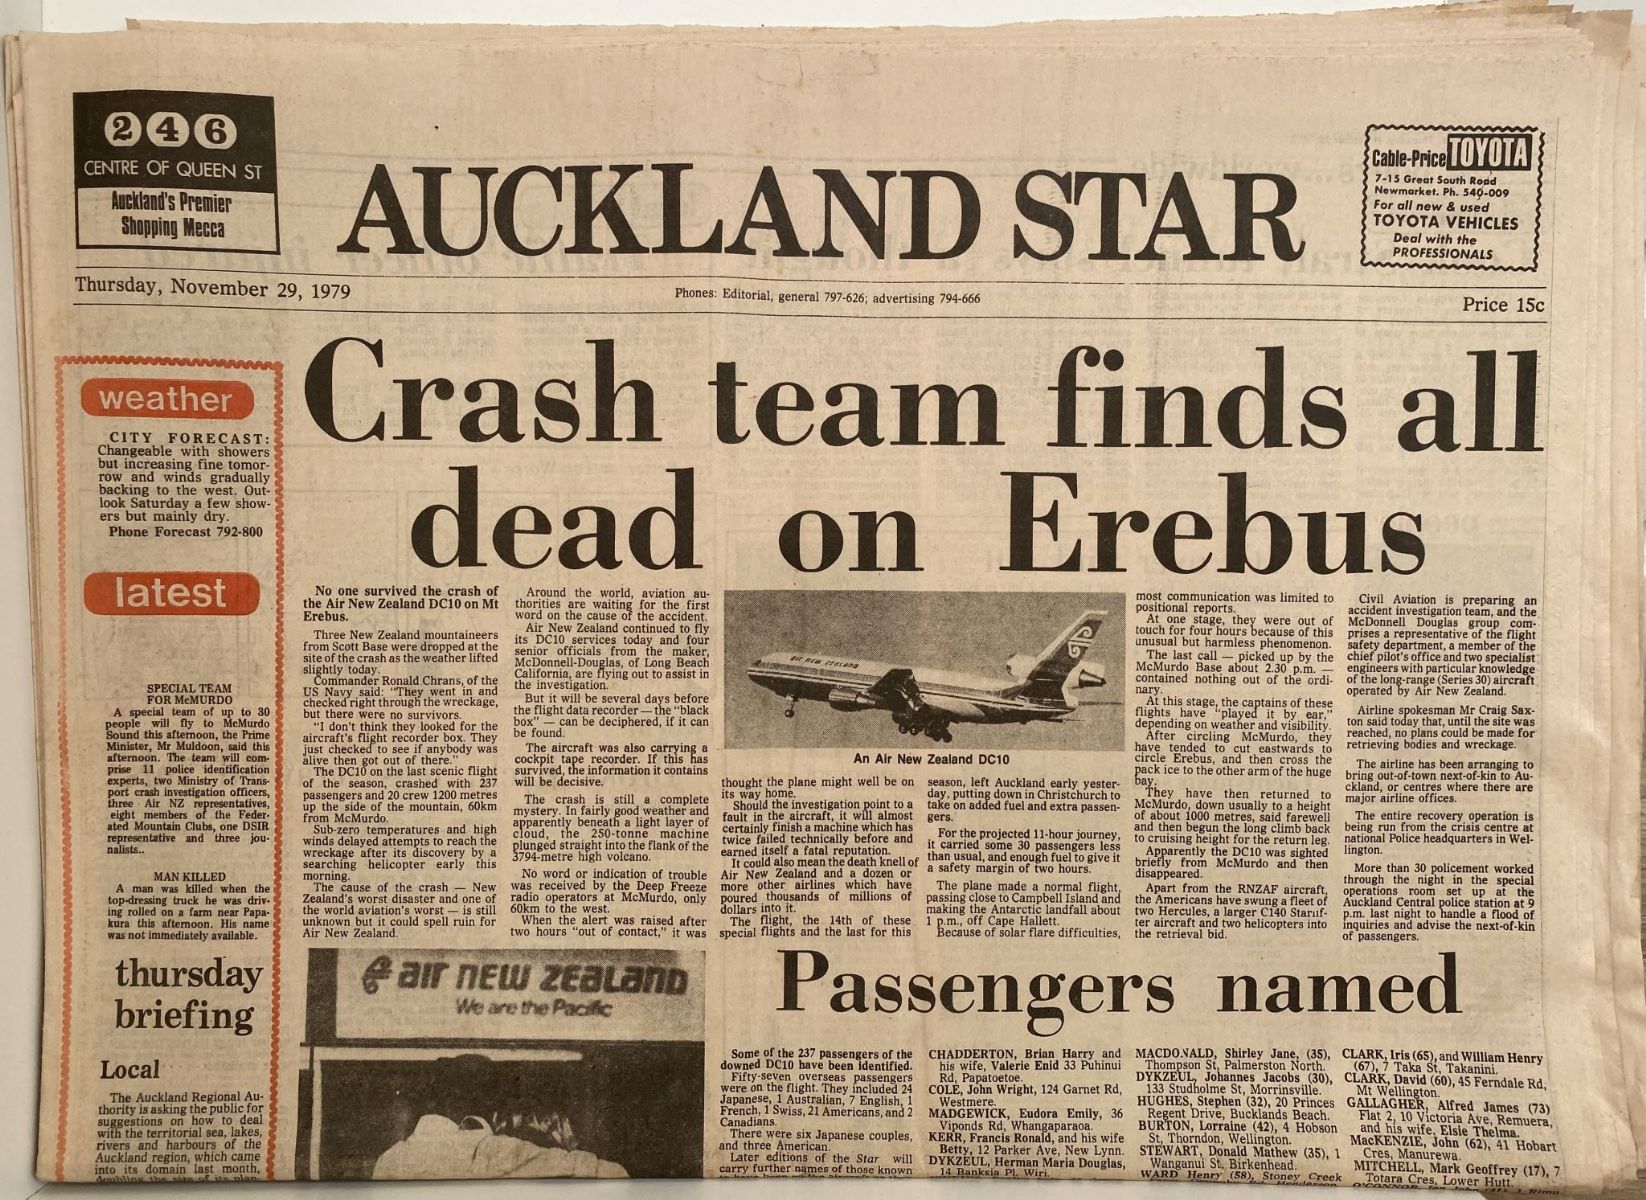 246
CENTRE OF QUEEN ST
Auckland's Premier
Shopping Mecca
AUCKLAND STAR
Cable-Price TOYOTA
7-15 Great South Road
Newmarket. Ph. 540-009
For all new & used
TOYOTA VEHICLES
Deal with the
PROFESSIONALS
Thursday, November 29, 1979
Phones: Editorial, general 797-626; advertising 794-666
Price 15c
weather
CITY FORECAST:
Changeable with showers
but increasing fine tomor-
row and winds gradually
backing to the west. Out-
look Saturday a few show-
ers but mainly dry.
Phone Forecast 792-800
latest
SPECIAL TEAM
FOR McMURDO
A special team of up to 30
people will fly to McMurdo
Sound this afternoon, the Prime
Minister, Mr Muldoon, said this
afternoon. The team will com-
prise 11 police identification
experts, two Ministry of Trans-
port crash investigation officers,
three Air NZ representatives,
eight members of the Feder-
ated Mountain Clubs, one DSIR
representative and three jou-
nalists..
MAN KILLED
A man was killed when the
top-dressing truck he was driv-
ing rolled on a farm near Papa-
kura this afternoon. His name
was not immediately available.
thursday
briefing
Local
The Auckland Regional Au-
thority is asking the public for
suggestions on how to deal
with the territorial sea, lakes,
rivers and harbours of the
Auckland region, which came
into its domain last month,
doubling the size of its plan-
Crash team finds all
dead on Erebus
No one survived the crash of
the Air New Zealand DC10 on Mt
Erebus.
Three New Zealand mountaineers
from Scott Base were dropped at the
site of the crash as the weather lifted
slightly today.
Commander Ronald Chrans, of the
US Navy said: "They went in and
checked right through the wreckage,
but there were no survivors.
"I don't think they looked for the
aircraft's flight recorder box. They
just checked to see if anybody was
alive then got out of there."
The DC10 on the last scenic flight
of the season, crashed with 237
passengers and 20 crew 1200 metres
up the side of the mountain, 60km
from McMurdo.
Sub-zero temperatures and high
winds delayed attempts to reach the
wreckage after its discovery by a
searching helicopter early this
morning.
The cause of the crash — New
Zealand's worst disaster and one of
the world aviation's worst — is still
unknown but it could spell ruin for
Air New Zealand.
Around the world, aviation au-
thorities are waiting for the first
word on the cause of the accident.
Air New Zealand continued to fly
its DC10 services today and four
senior officials from the maker,
McDonnell-Douglas, of Long Beach
California, are flying out to assist in
the investigation.
But it will be several days before
the flight data recorder — the "black
box" — can be deciphered, if it can
be found.
The aircraft was also carrying a
cockpit tape recorder. If this has
survived, the information it contains
will be decisive.
The crash is still a complete
mystery. In fairly good weather and
apparently beneath a light layer of
cloud, the 250-tonne machine
plunged straight into the flank of the
3794-metre high volcano.
No word or indication of trouble
was received by the Deep Freeze
radio operators at McMurdo, only
60km to the west.
When the alert was raised after
two hours "out of contact," it was
air new zealand
An Air New Zealand DC10
thought the plane might well be on
its way home.
Should the investigation point to a
fault in the aircraft, it will almost
certainly finish a machine which has
twice failed technically before and
earned itself a fatal reputation.
It could also mean the death knell of
Air New Zealand and a dozen or
more other airlines which have
poured thousands of millions of
dollars into it.
The flight, the 14th of these
special flights and the last for this
season, left Auckland early yester-
day, putting down in Christchurch to
take on added fuel and extra passen-
gers.
For the projected 11-hour journey,
it carried some 30 passengers less
than usual, and enough fuel to give it
a safety margin of two hours.
The plane made a normal flight,
passing close to Campbell Island and
making the Antarctic landfall about
1 p.m., off Cape Hallett.
Because of solar flare difficulties,
most communication was limited to
positional reports.
At one stage, they were out of
touch for four hours because of this
unusual but harmless phenomenon.
The last call — picked up by the
McMurdo Base about 2.30 p.m. —
contained nothing out of the ordi-
nary.
At this stage, the captains of these
flights have "played it by ear,"
depending on weather and visibility.
After circling McMurdo, they
have tended to cut eastwards to
circle Erebus, and then cross the
pack ice to the other arm of the huge
bay.
They have then returned to
McMurdo, down usually to a height
of about 1000 metres, said farewell
and then begun the long climb back
to cruising height for the return leg.
Apparently the DC10 was sighted
briefly from McMurdo and then
disappeared.
Apart from the RNZAF aircraft,
the Americans have swung a fleet of
two Hercules, a larger C140 Starlif-
ter aircraft and two helicopters into
the retrieval bid.
Civil Aviation is preparing an
accident investigation team, and the
McDonnell Douglas group com-
prises a representative of the flight
safety department, a member of the
chief pilot's office and two specialist
engineers with particular knowledge
of the long-range (Series 30) aircraft
operated by Air New Zealand.
Airline spokesman Mr Craig Sax-
ton said today that, until the site was
reached, no plans could be made for
retrieving bodies and wreckage.
The airline has been arranging to
bring out-of-town next-of-kin to Au-
ckland, or centres where there are
major airline offices.
The entire recovery operation is
being run from the crisis centre at
national Police headquarters in Wel-
lington.
More than 30 policement worked
through the night in the special
operations room set up at the
Auckland Central police station at 9
p.m. last night to handle a flood of
inquiries and advise the next-of-kin
of passengers.
air new zealand
We are the Pacific
Passengers named
Some of the 237 passengers of the
downed DC10 have been identified.
Fifty-seven overseas passengers
were on the flight. They included 24
Japanese, 1 Australian, 7 English, 1
French, 1 Swiss, 21 Americans, and 2
Canadians.
There were six Japanese couples,
and three American.
Later editions of the Star will
carry further names of those known
to have been on the aircraft
CHADDERTON, Brian Harry and
his wife, Valerie Enid 33 Puhinui
Rd, Papatoetoe.
COLE, John Wright, 124 Garnet Rd,
Westmere.
MADGEWICK, Eudora Emily, 36
Viponds Rd, Whangaparaoa.
KERR, Francis Ronald, and his wife
Betty, 12 Parker Ave, New Lynn.
DYKZEUL, Herman Maria Douglas,
14 Banksia Pl, Wiri.
MACDONALD, Shirley Jane, (35),
Thompson St, Palmerston North.
DYKZEUL, Johannes Jacobs (30),
133 Studholme St, Morrinsville.
HUGHES, Stephen (32), 20 Princes
Regent Drive, Bucklands Beach.
BURTON, Lorraine (42), 4 Hobson
St, Thorndon, Wellington.
STEWART, Donald Mathew (35), 1
Wanganui St, Birkenhead.
WARD Henry (58), Stoney Creek
CLARK, Iris (65), and William Henry
(67), 7 Taka St, Takanini.
CLARK, David (60), 45 Ferndale Rd,
Mt Wellington.
GALLAGHER, Alfred James (73)
Flat 2, 10 Victoria Ave, Remuera,
and his wife, Elsie Thelma.
MacKENZIE, John (62), 41 Hobart
Cres, Manurewa.
MITCHELL, Mark Geoffrey (17), 7
Totara Cres, Lower Hutt.